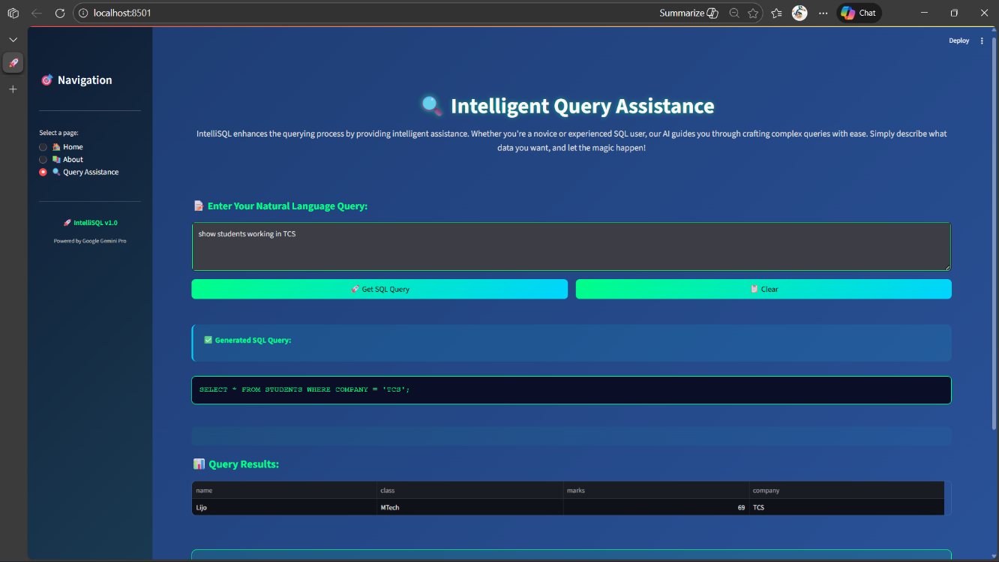 localhost:8501
Summarize
Chat
Deploy
Navigation
Select a page:
Home
About
Query Assistance
IntelliSQL v1.0
Powered by Google Gemini Pro
Intelligent Query Assistance
IntelliSQL enhances the querying process by providing intelligent assistance. Whether you're a novice or experienced SQL user, our AI guides you through crafting complex queries with ease. Simply describe what
data you want, and let the magic happen!
Enter Your Natural Language Query:
show students working in TCS
Get SQL Query
Clear
Generated SQL Query:
SELECT * FROM STUDENTS WHERE COMPANY = 'TCS';
Query Results:
name class marks company
Lijo MTech 69 TCS